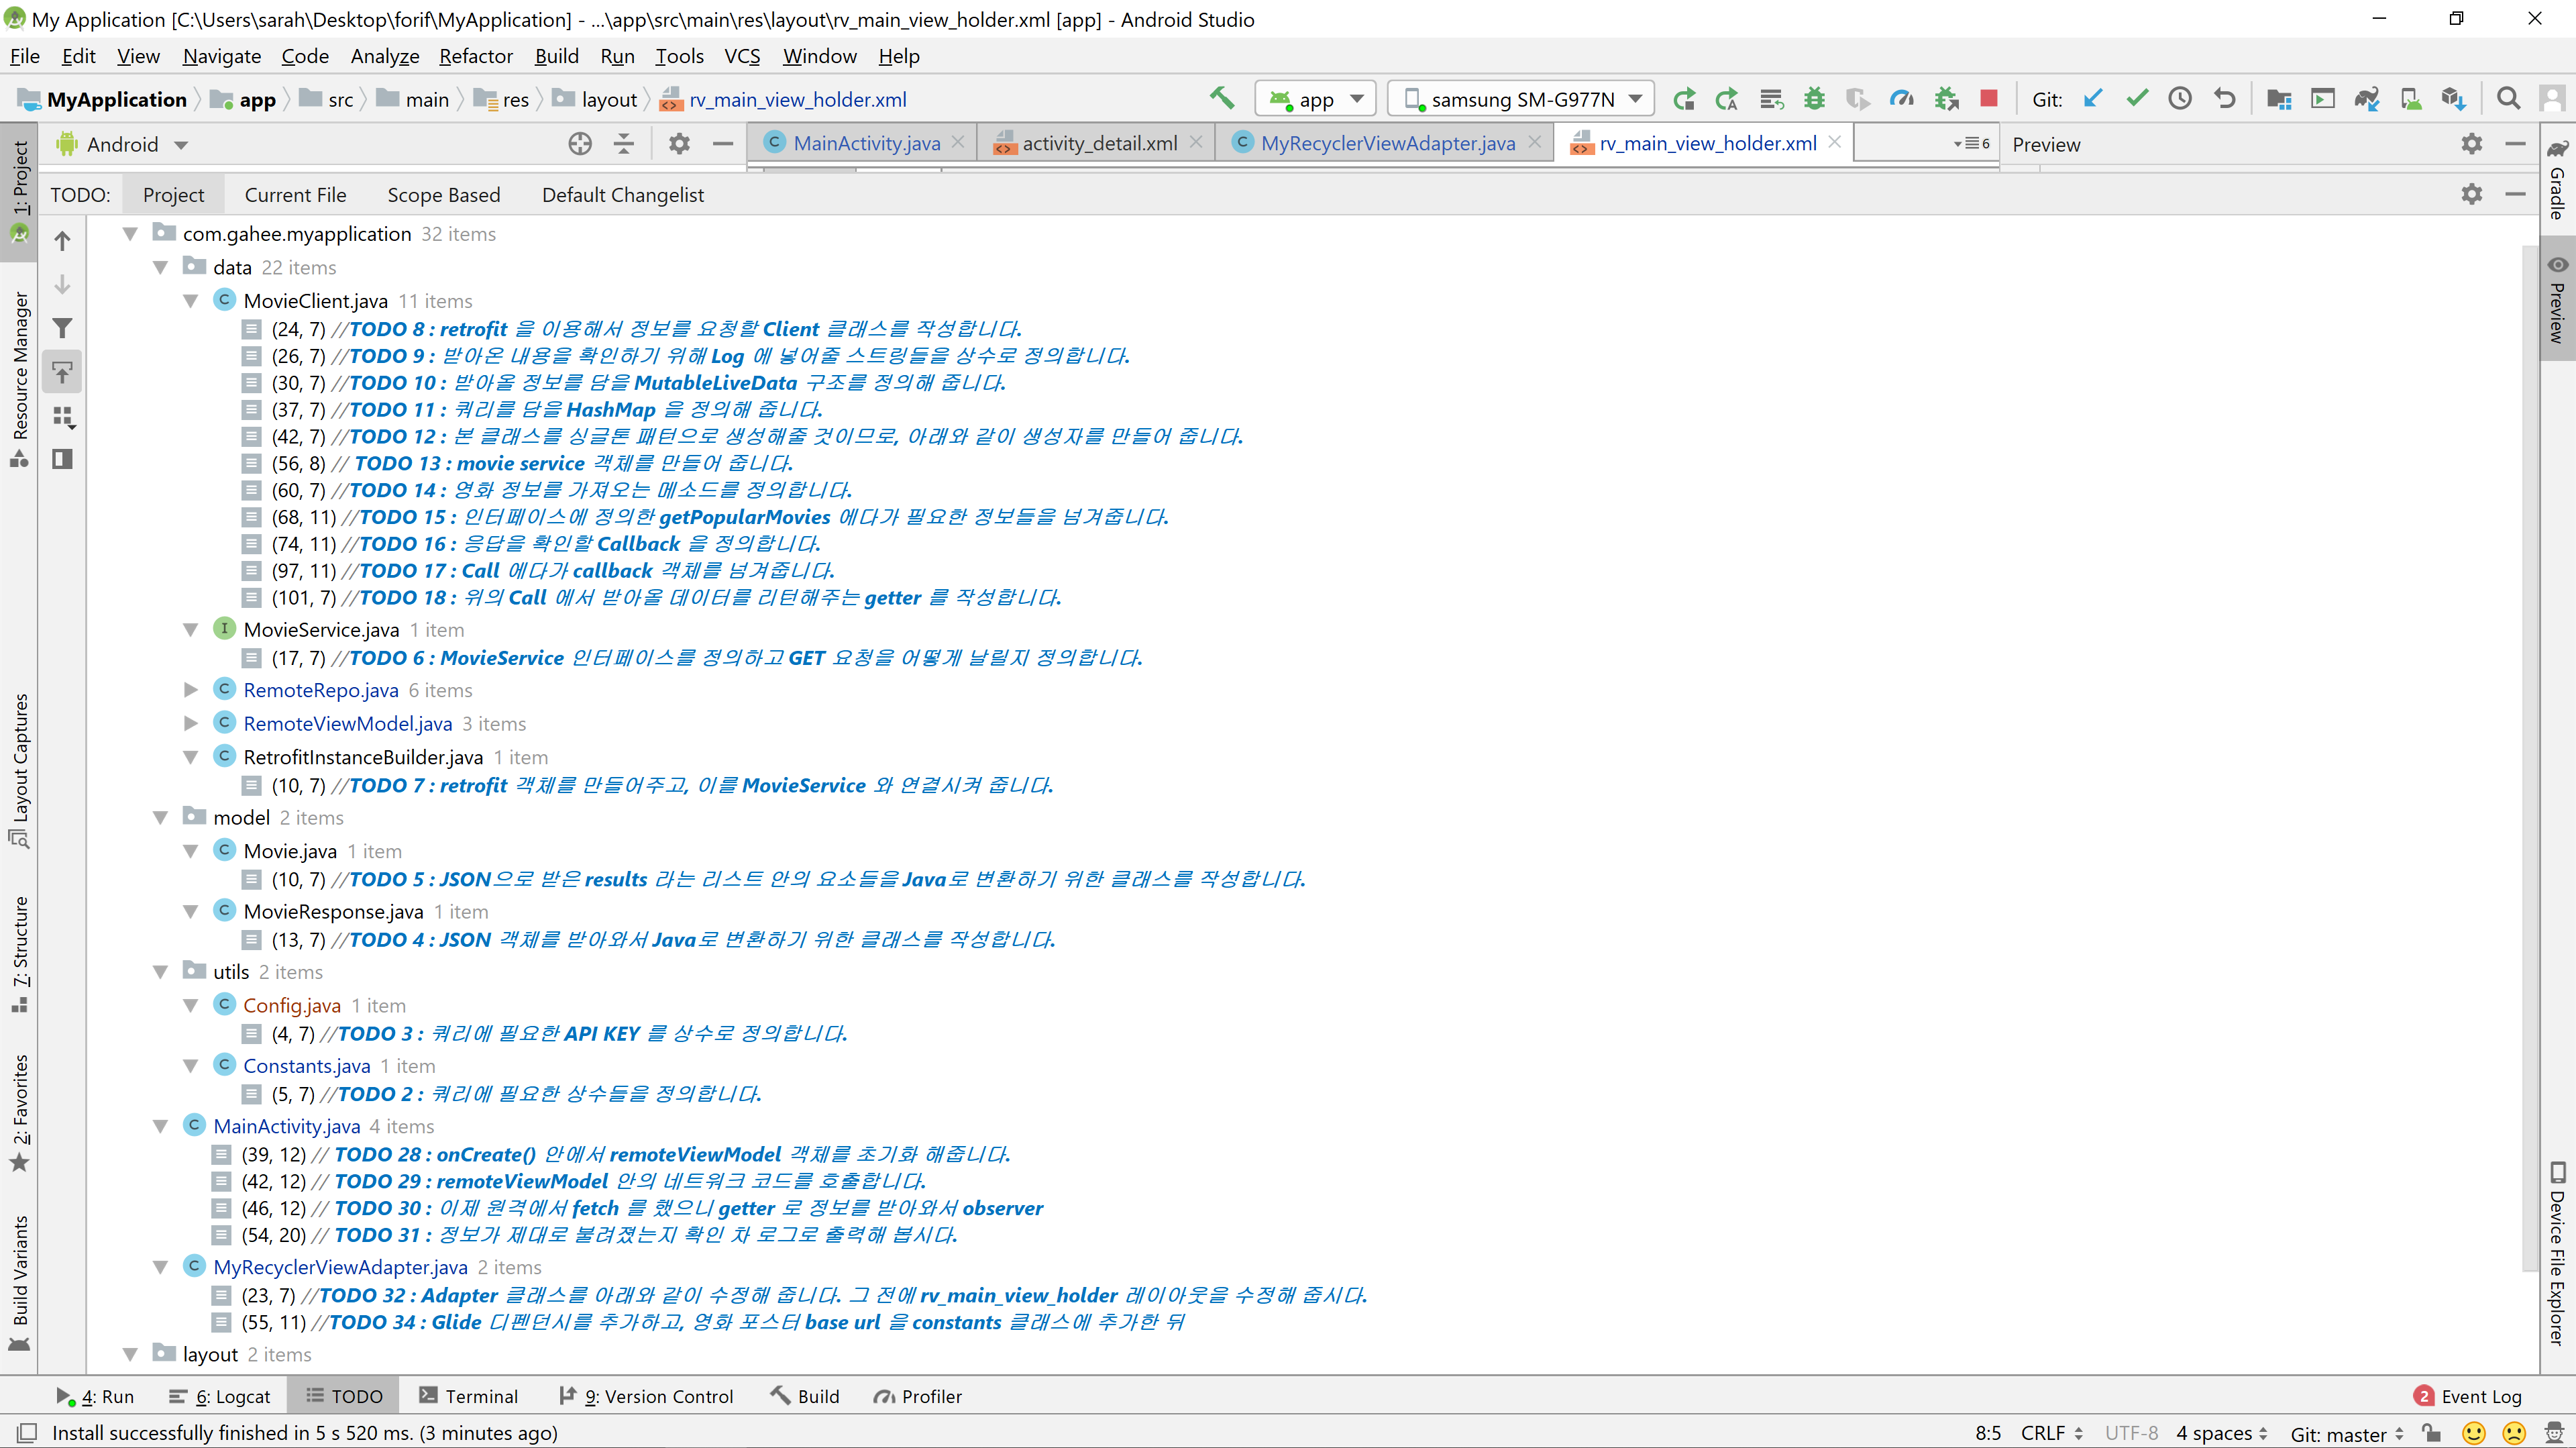 My Application [C:\Users\sarah\Desktop\forif\MyApplication] - ...\app\src\main\res\layout\rv_main_view_holder.xml [app] - Android Studio
File Edit View Navigate Code Analyze Refactor Build Run Tools VCS Window Help
MyApplication app src main res layout rv_main_view_holder.xml app samsung SM-G977N Git:
Android MainActivity.java activity_detail.xml MyRecyclerViewAdapter.java rv_main_view_holder.xml 6 Preview
TODO: Project Current File Scope Based Default Changelist
com.gahee.myapplication 32 items
data 22 items
MovieClient.java 11 items
(24, 7) //TODO 8 : retrofit 을 이용해서 정보를 요청할 Client 클래스를 작성합니다.
(26, 7) //TODO 9 : 받아온 내용을 확인하기 위해 Log 에 넣어줄 스트링들을 상수로 정의합니다.
(30, 7) //TODO 10 : 받아올 정보를 담을 MutableLiveData 구조를 정의해 줍니다.
(37, 7) //TODO 11 : 쿼리를 담을 HashMap 을 정의해 줍니다.
(42, 7) //TODO 12 : 본 클래스를 싱글톤 패턴으로 생성해줄 것이므로, 아래와 같이 생성자를 만들어 줍니다.
(56, 8) // TODO 13 : movie service 객체를 만들어 줍니다.
(60, 7) //TODO 14 : 영화 정보를 가져오는 메소드를 정의합니다.
(68, 11) //TODO 15 : 인터페이스에 정의한 getPopularMovies 에다가 필요한 정보들을 넘겨줍니다.
(74, 11) //TODO 16 : 응답을 확인할 Callback 을 정의합니다.
(97, 11) //TODO 17 : Call 에다가 callback 객체를 넘겨줍니다.
(101, 7) //TODO 18 : 위의 Call 에서 받아올 데이터를 리턴해주는 getter 를 작성합니다.
MovieService.java 1 item
(17, 7) //TODO 6 : MovieService 인터페이스를 정의하고 GET 요청을 어떻게 날릴지 정의합니다.
RemoteRepo.java 6 items
RemoteViewModel.java 3 items
RetrofitInstanceBuilder.java 1 item
(10, 7) //TODO 7 : retrofit 객체를 만들어주고, 이를 MovieService 와 연결시켜 줍니다.
model 2 items
Movie.java 1 item
(10, 7) //TODO 5 : JSON으로 받은 results 라는 리스트 안의 요소들을 Java로 변환하기 위한 클래스를 작성합니다.
MovieResponse.java 1 item
(13, 7) //TODO 4 : JSON 객체를 받아와서 Java로 변환하기 위한 클래스를 작성합니다.
utils 2 items
Config.java 1 item
(4, 7) //TODO 3 : 쿼리에 필요한 API KEY 를 상수로 정의합니다.
Constants.java 1 item
(5, 7) //TODO 2 : 쿼리에 필요한 상수들을 정의합니다.
MainActivity.java 4 items
(39, 12) // TODO 28 : onCreate() 안에서 remoteViewModel 객체를 초기화 해줍니다.
(42, 12) // TODO 29 : remoteViewModel 안의 네트워크 코드를 호출합니다.
(46, 12) // TODO 30 : 이제 원격에서 fetch 를 했으니 getter 로 정보를 받아와서 observer
(54, 20) // TODO 31 : 정보가 제대로 불려졌는지 확인 차 로그로 출력해 봅시다.
MyRecyclerViewAdapter.java 2 items
(23, 7) //TODO 32 : Adapter 클래스를 아래와 같이 수정해 줍니다. 그 전에 rv_main_view_holder 레이아웃을 수정해 줍시다.
(55, 11) //TODO 34 : Glide 디펜던시를 추가하고, 영화 포스터 base url 을 constants 클래스에 추가한 뒤
layout 2 items
1: Project
Resource Manager
Layout Captures
7: Structure
2: Favorites
Build Variants
Gradle
Preview
Device File Explorer
4: Run 6: Logcat TODO Terminal 9: Version Control Build Profiler 2 Event Log
Install successfully finished in 5 s 520 ms. (3 minutes ago) 8:5 CRLF UTF-8 4 spaces Git: master